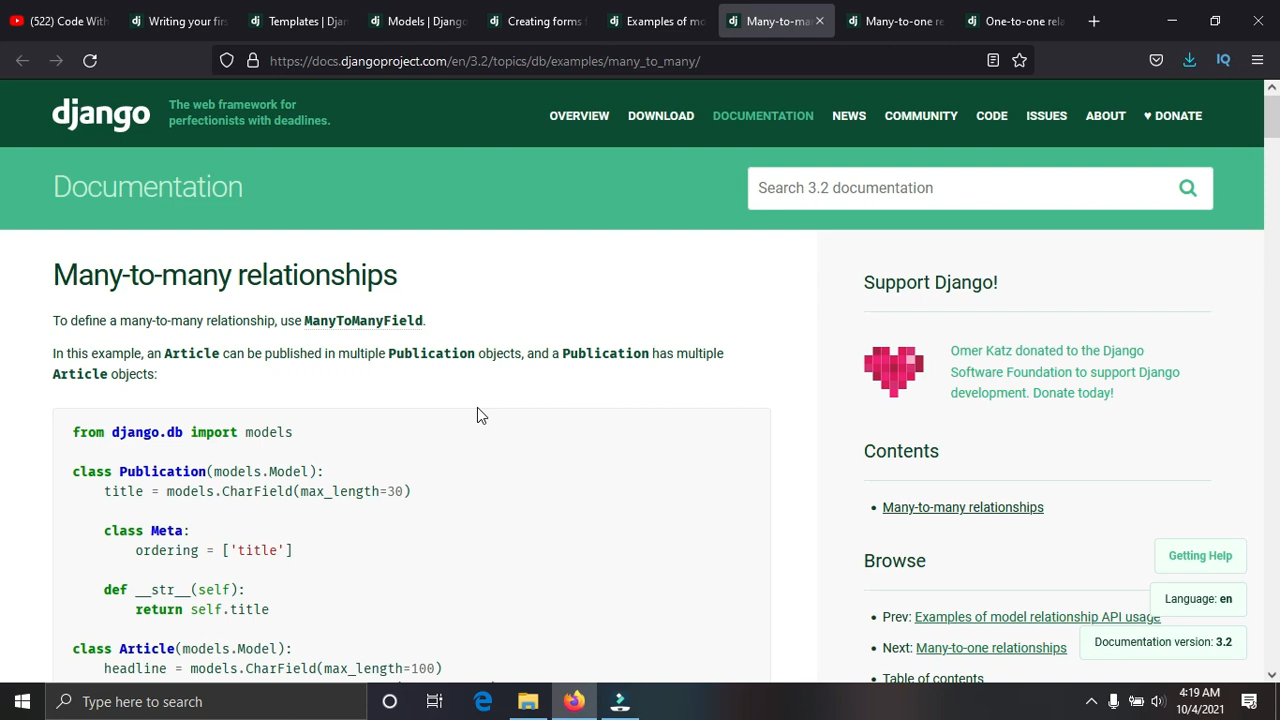 (522) Code With
Writing your firs
Templates | Djan
Models | Django
Creating forms
Examples of mo
Many-to-ma
Many-to-one re
One-to-one rela
https://docs.djangoproject.com/en/3.2/topics/db/examples/many_to_many/
IQ
django
The web framework for
perfectionists with deadlines.
OVERVIEW DOWNLOAD DOCUMENTATION NEWS COMMUNITY CODE ISSUES ABOUT ♥ DONATE
Documentation
Search 3.2 documentation
Many-to-many relationships
To define a many-to-many relationship, use ManyToManyField.
In this example, an Article can be published in multiple Publication objects, and a Publication has multiple
Article objects:
from django.db import models
class Publication(models.Model):
title = models.CharField(max_length=30)
class Meta:
ordering = ['title']
def __str__(self):
return self.title
class Article(models.Model):
headline = models.CharField(max_length=100)
Support Django!
Omer Katz donated to the Django
Software Foundation to support Django
development. Donate today!
Contents
Many-to-many relationships
Browse
Prev: Examples of model relationship API usage
Next: Many-to-one relationships
Table of contents
Getting Help
Language: en
Documentation version: 3.2
Type here to search
4:19 AM
10/4/2021